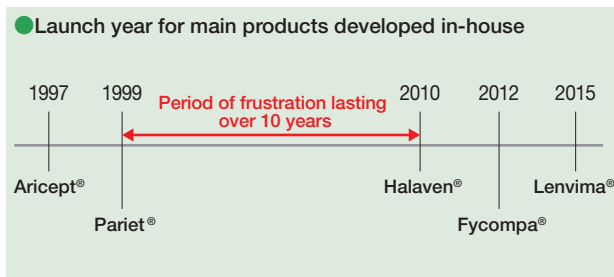 ●Launch year for main products developed in-house
1997 1999 2010 2012 2015
Period of frustration lasting
over 10 years
Aricept® Halaven® Lenvima®
Pariet® Fycompa®